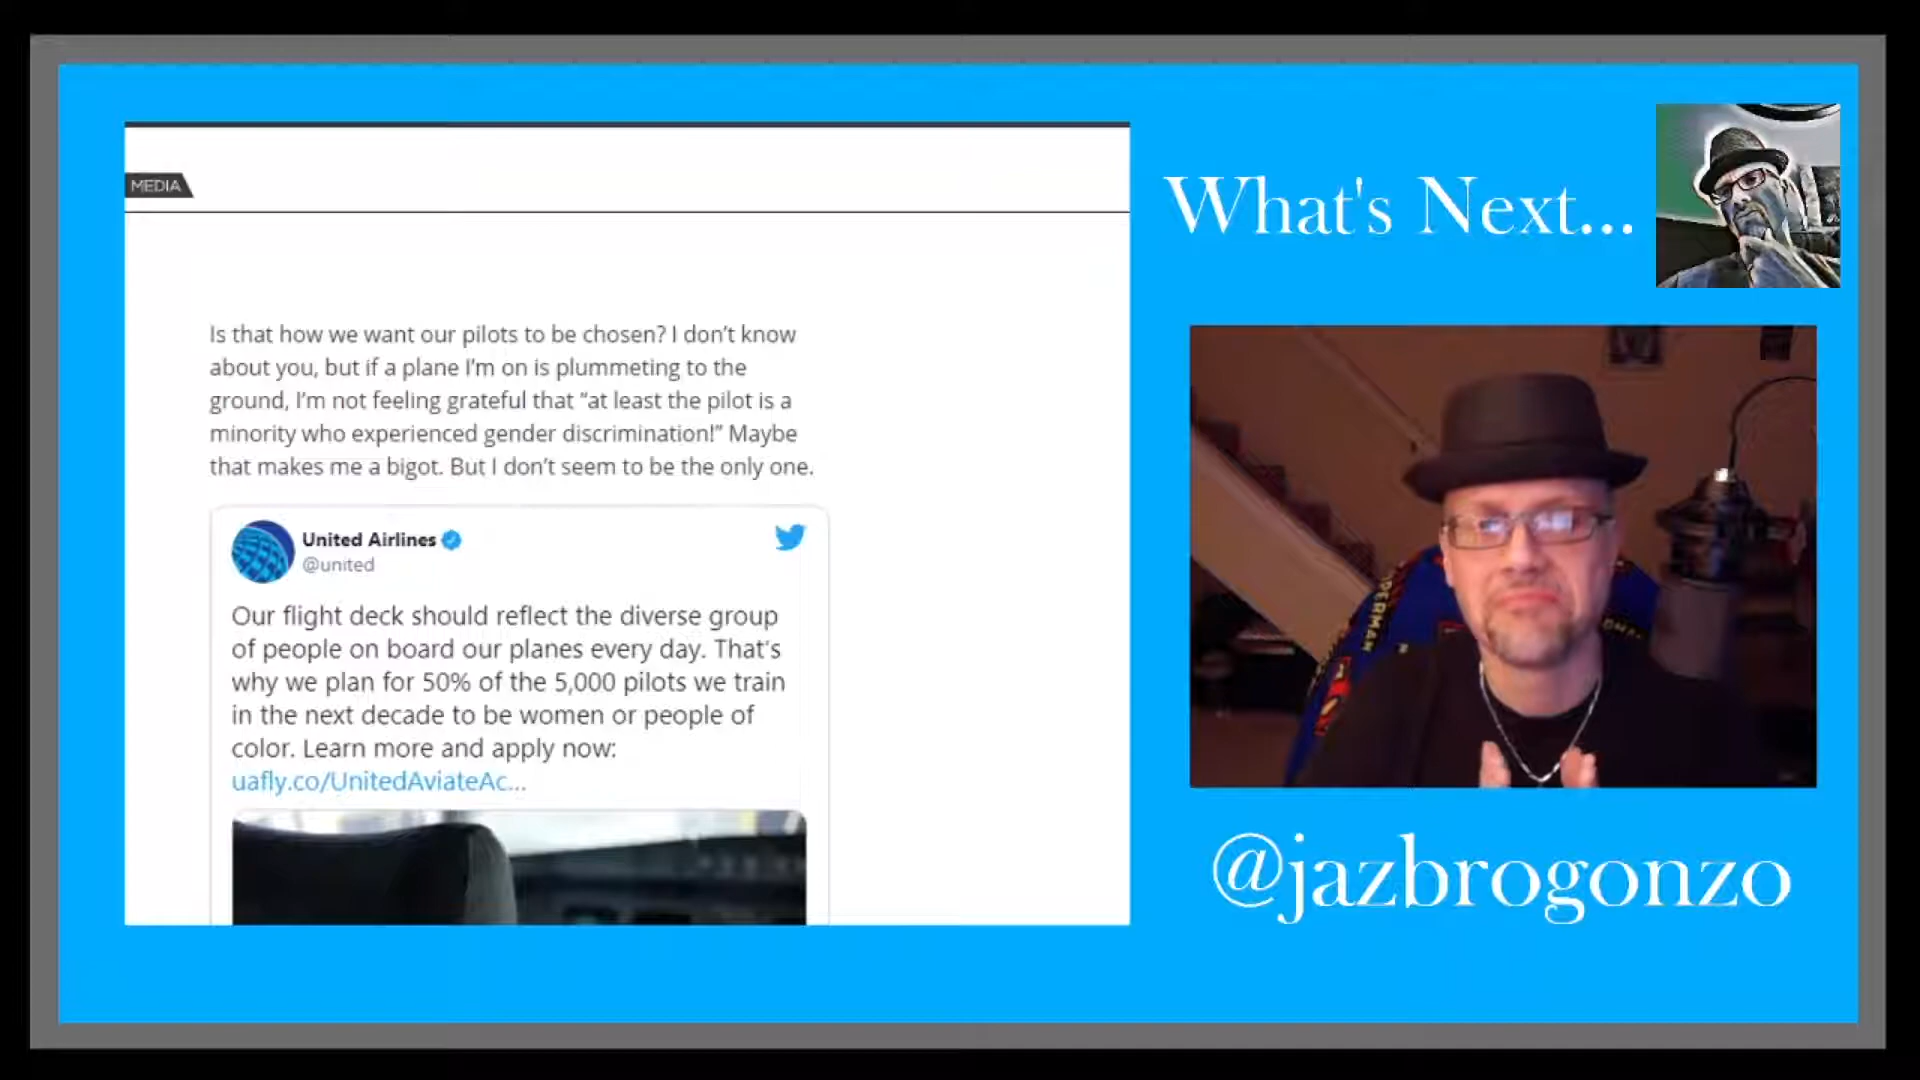 MEDIA
Is that how we want our pilots to be chosen? I don’t know
about you, but if a plane I’m on is plummeting to the
ground, I’m not feeling grateful that “at least the pilot is a
minority who experienced gender discrimination!” Maybe
that makes me a bigot. But I don’t seem to be the only one.
United Airlines
@united
Our flight deck should reflect the diverse group
of people on board our planes every day. That’s
why we plan for 50% of the 5,000 pilots we train
in the next decade to be women or people of
color. Learn more and apply now:
uafly.co/UnitedAviateAc...
What's Next...
@jazbrogonzo